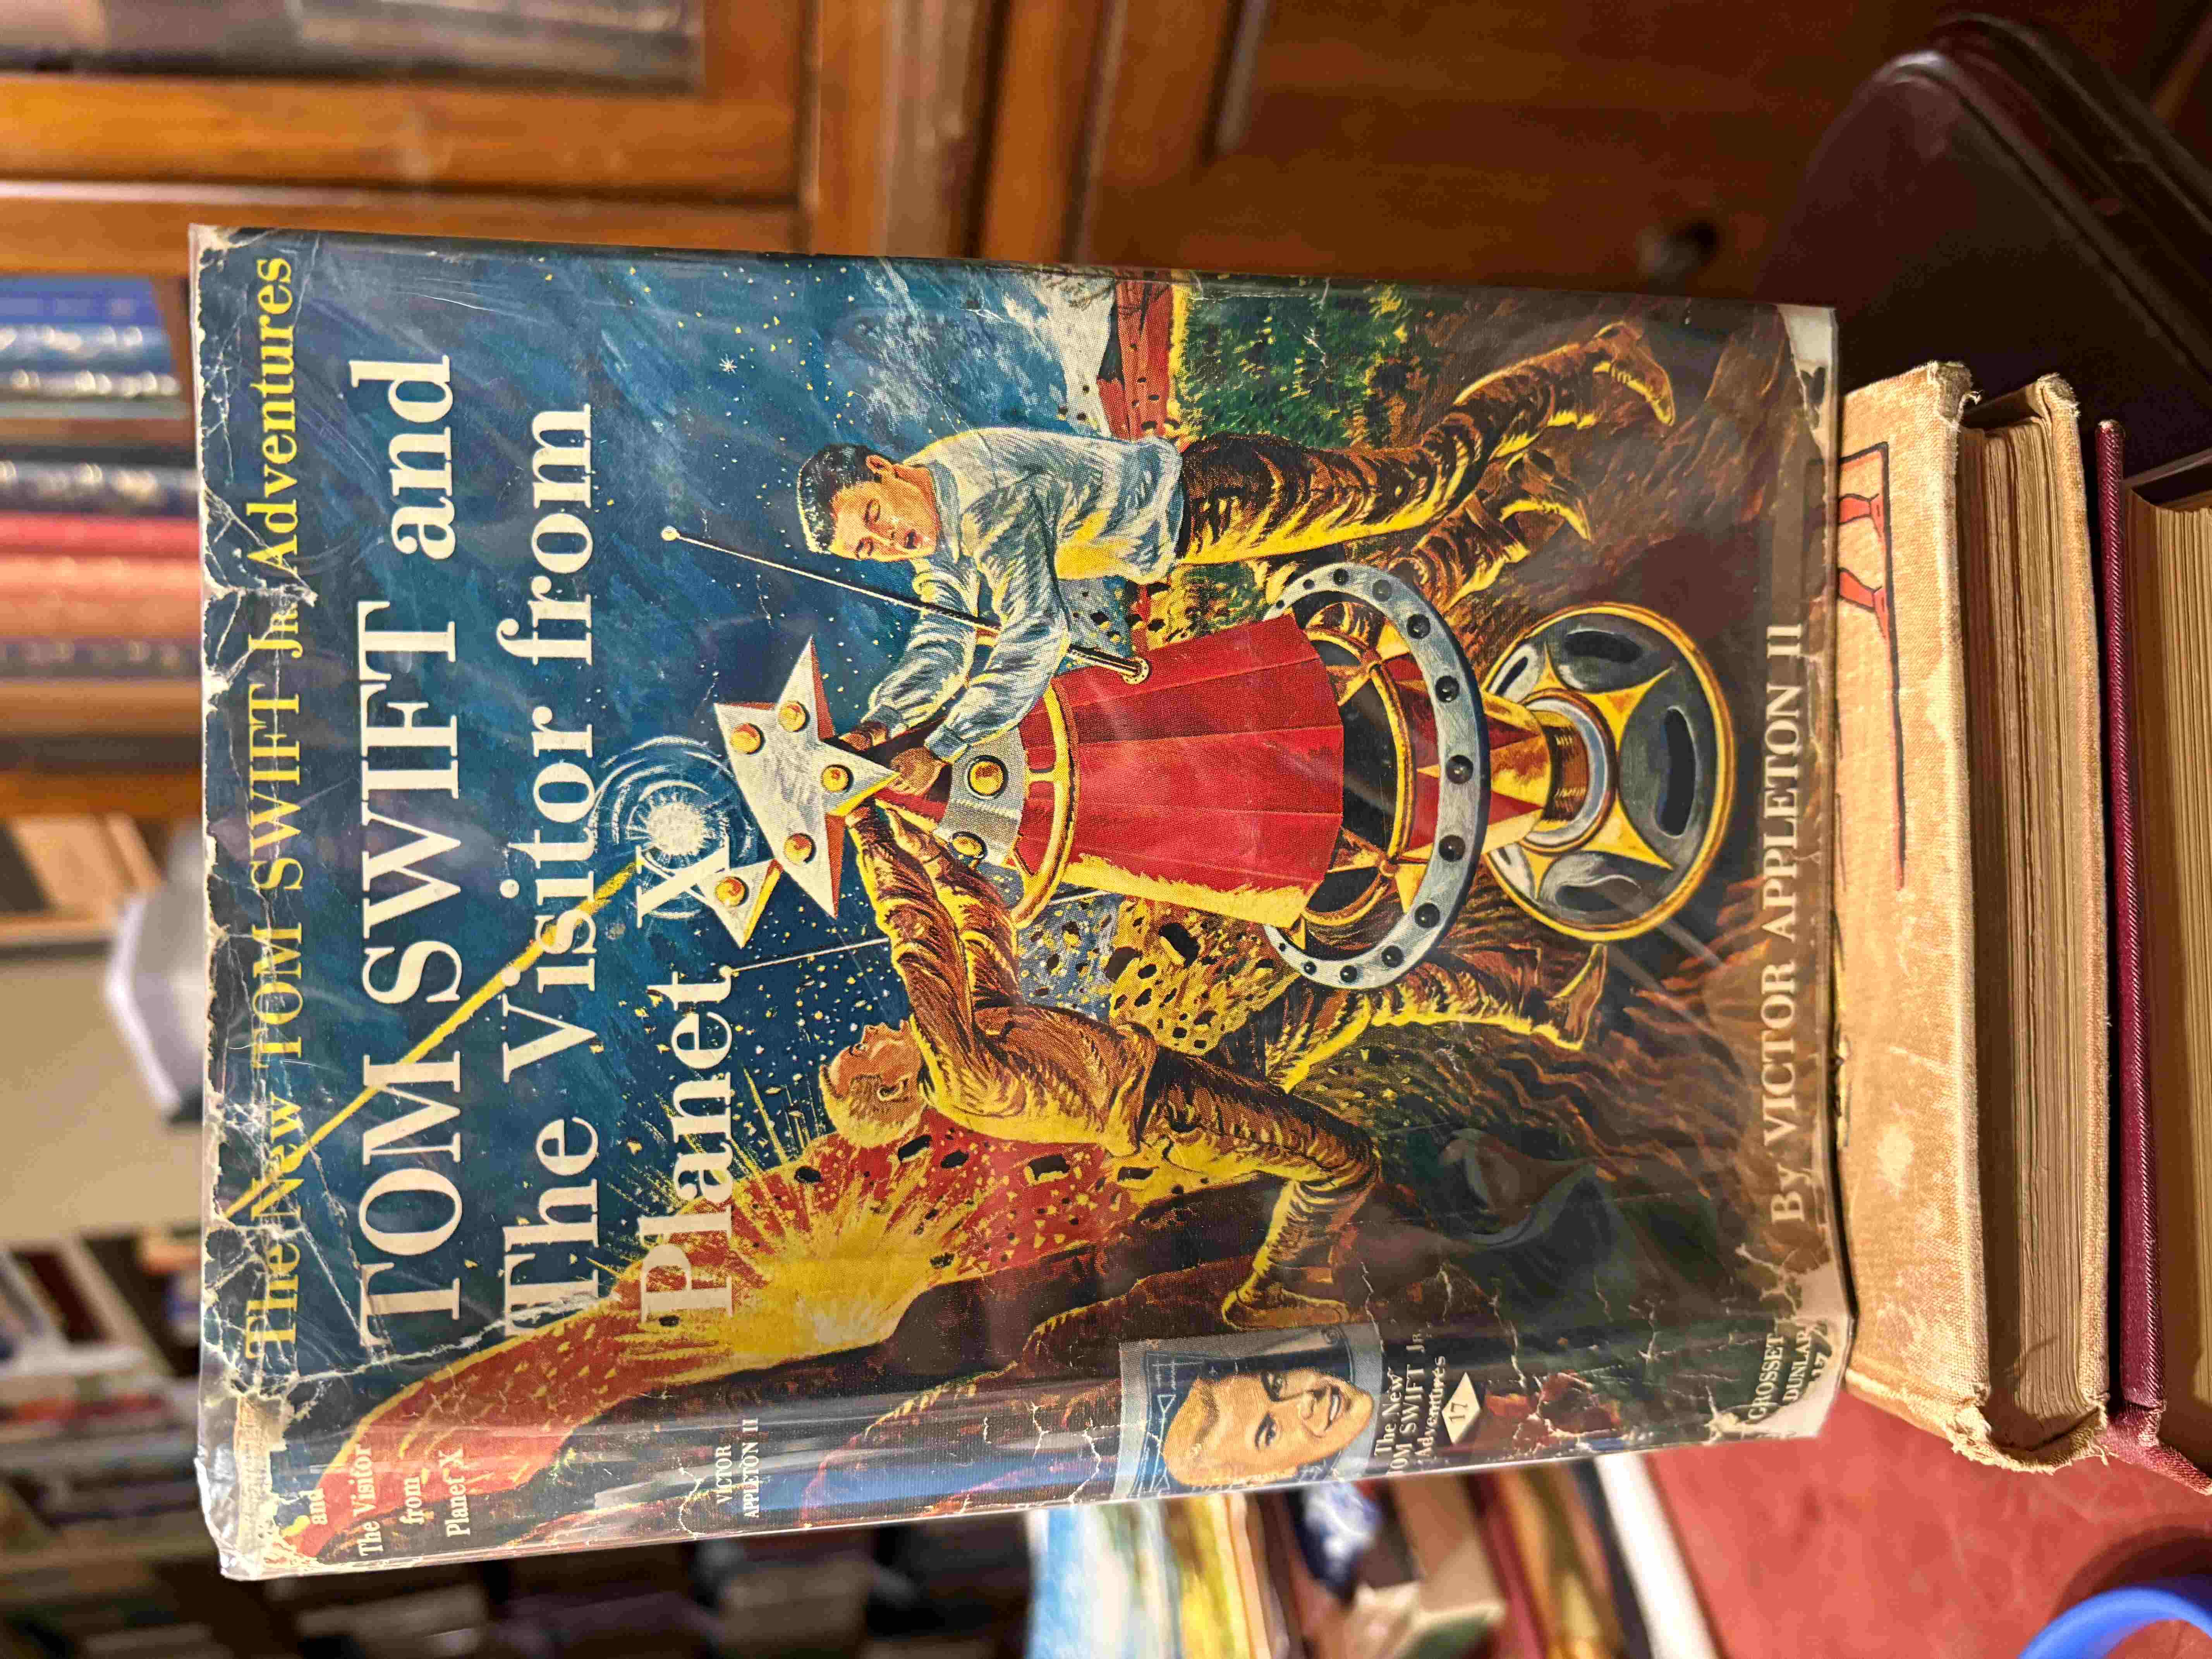 The New TOM SWIFT Jr. Adventures
TOM SWIFT and
The Visitor from
Planet X
By VICTOR APPLETON II
and
The Visitor
from
Planet X
VICTOR
APPLETON II
The New
TOM SWIFT Jr.
Adventures
17
GROSSET
DUNLAP